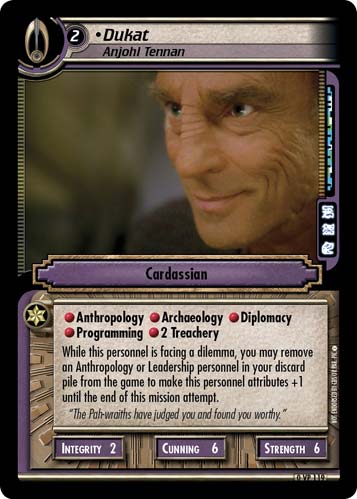 2 •Dukat
Anjohl Tennan
Cardassian
•Anthropology •Archaeology •Diplomacy
•Programming •2 Treachery
While this personnel is facing a dilemma, you may remove
an Anthropology or Leadership personnel in your discard
pile from the game to make this personnel attributes +1
until the end of this mission attempt.
"The Pah-wraiths have judged you and found you worthy."
INTEGRITY 2 CUNNING 6 STRENGTH 6
0 VP 119